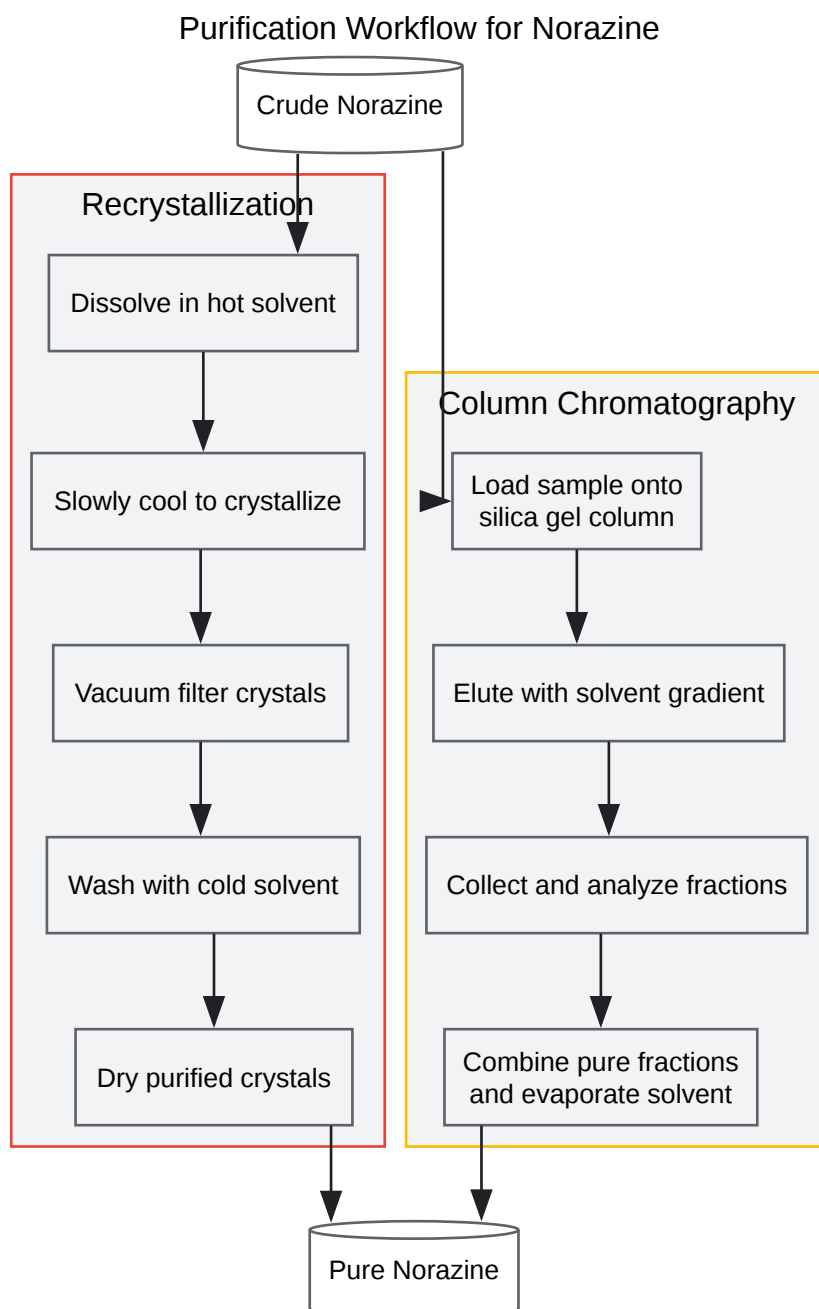 Purification Workflow for Norazine
Crude Norazine
Recrystallization
Dissolve in hot solvent
Slowly cool to crystallize
Vacuum filter crystals
Wash with cold solvent
Dry purified crystals
Column Chromatography
Load sample onto
silica gel column
Elute with solvent gradient
Collect and analyze fractions
Combine pure fractions
and evaporate solvent
Pure Norazine